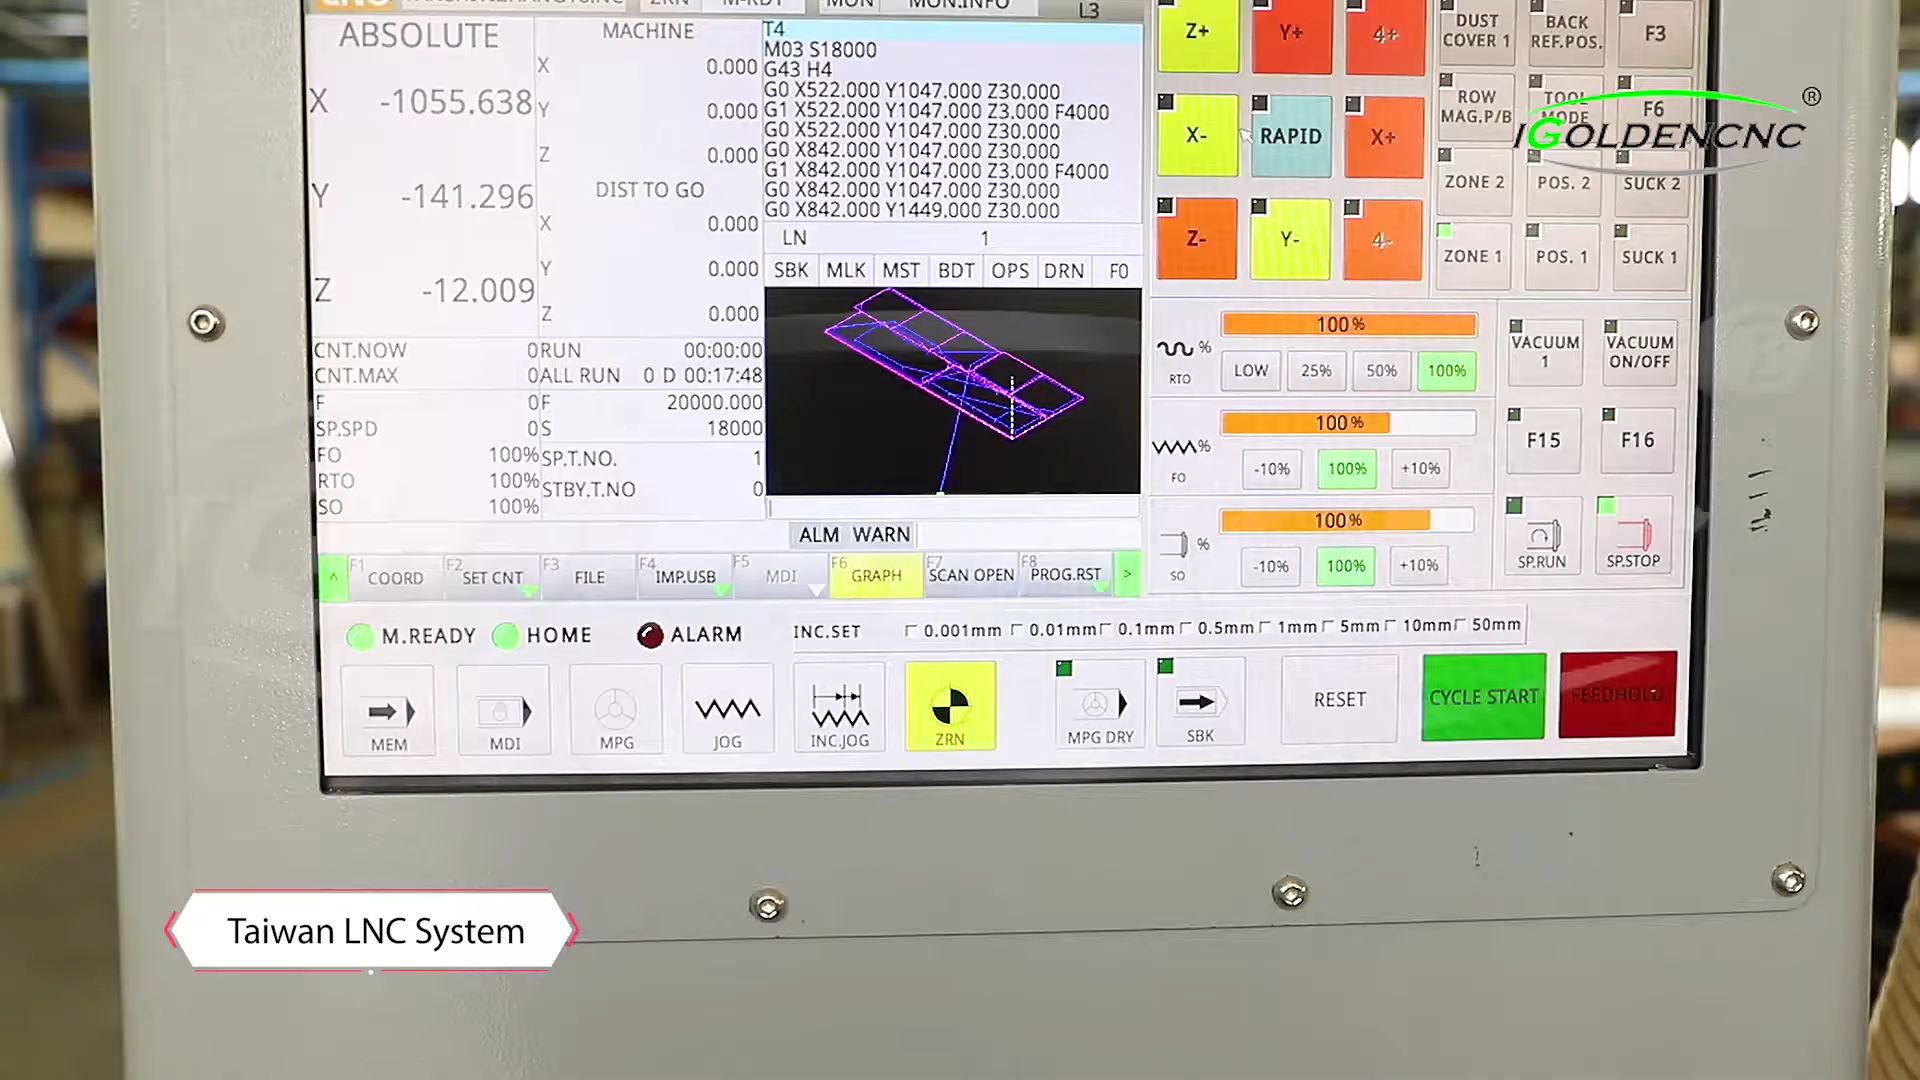 ABSOLUTE
X -1055.638
Y -141.296
Z -12.009
CNT.NOW 0
CNT.MAX 0
F 0
SP.SPD 0
FO 100%
RTO 100%
SO 100%
MACHINE
X 0.000
Y 0.000
Z 0.000
DIST TO GO
X 0.000
Y 0.000
Z 0.000
RUN 00:00:00
ALL RUN 0 D 00:17:48
F 20000.000
S 18000
SP.T.NO. 1
STBY.T.NO 0
MON.INFO
L3
T4
M03 S18000
G43 H4
G0 X522.000 Y1047.000 Z30.000
G1 X522.000 Y1047.000 Z3.000 F4000
G0 X522.000 Y1047.000 Z30.000
G0 X842.000 Y1047.000 Z30.000
G1 X842.000 Y1047.000 Z3.000 F4000
G0 X842.000 Y1047.000 Z30.000
G0 X842.000 Y1449.000 Z30.000
LN 1
SBK MLK MST BDT OPS DRN F0
ALM WARN
F1 COORD F2 SET CNT F3 FILE F4 IMP.USB F5 MDI F6 GRAPH F7 SCAN OPEN F8 PROG.RST >
Z+ Y+ 4+
X- RAPID X+
Z- Y- 4-
DUST COVER 1
BACK REF.POS.
F3
ROW MAG.P/B
TOOL MODE
F6
ZONE 2 POS. 2 SUCK 2
ZONE 1 POS. 1 SUCK 1
IGOLDENCNC®
100%
% RTO LOW 25% 50% 100%
100%
% FO -10% 100% +10%
100%
% SO -10% 100% +10%
VACUUM 1
VACUUM ON/OFF
F15 F16
SP.RUN SP.STOP
M.READY HOME ALARM
INC.SET 0.001mm 0.01mm 0.1mm 0.5mm 1mm 5mm 10mm 50mm
MEM MDI MPG JOG INC.JOG ZRN MPG DRY SBK RESET CYCLE START FEEDHOLD
Taiwan LNC System